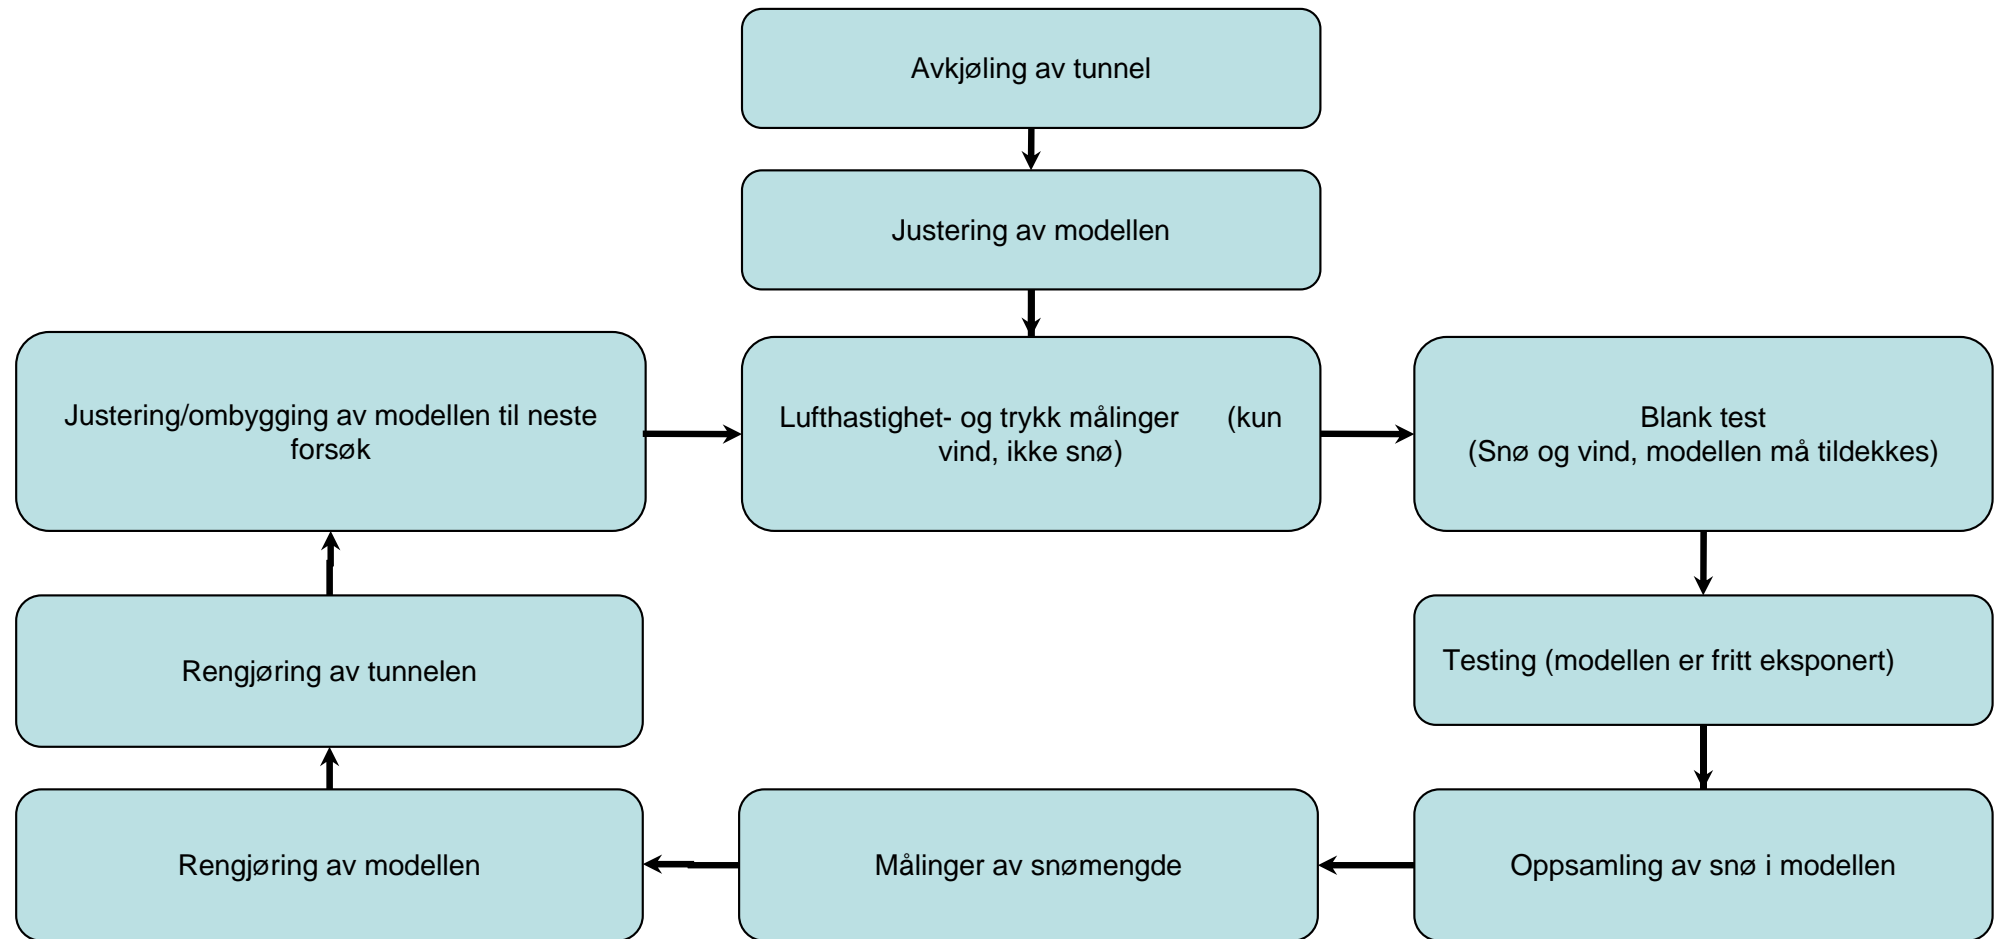 Avkjøling av tunnel
Justering av modellen
Justering/ombygging av modellen til neste
forsøk
Lufthastighet- og trykk målinger (kun
vind, ikke snø)
Blank test
(Snø og vind, modellen må tildekkes)
Rengjøring av tunnelen
Testing (modellen er fritt eksponert)
Rengjøring av modellen
Målinger av snømengde
Oppsamling av snø i modellen